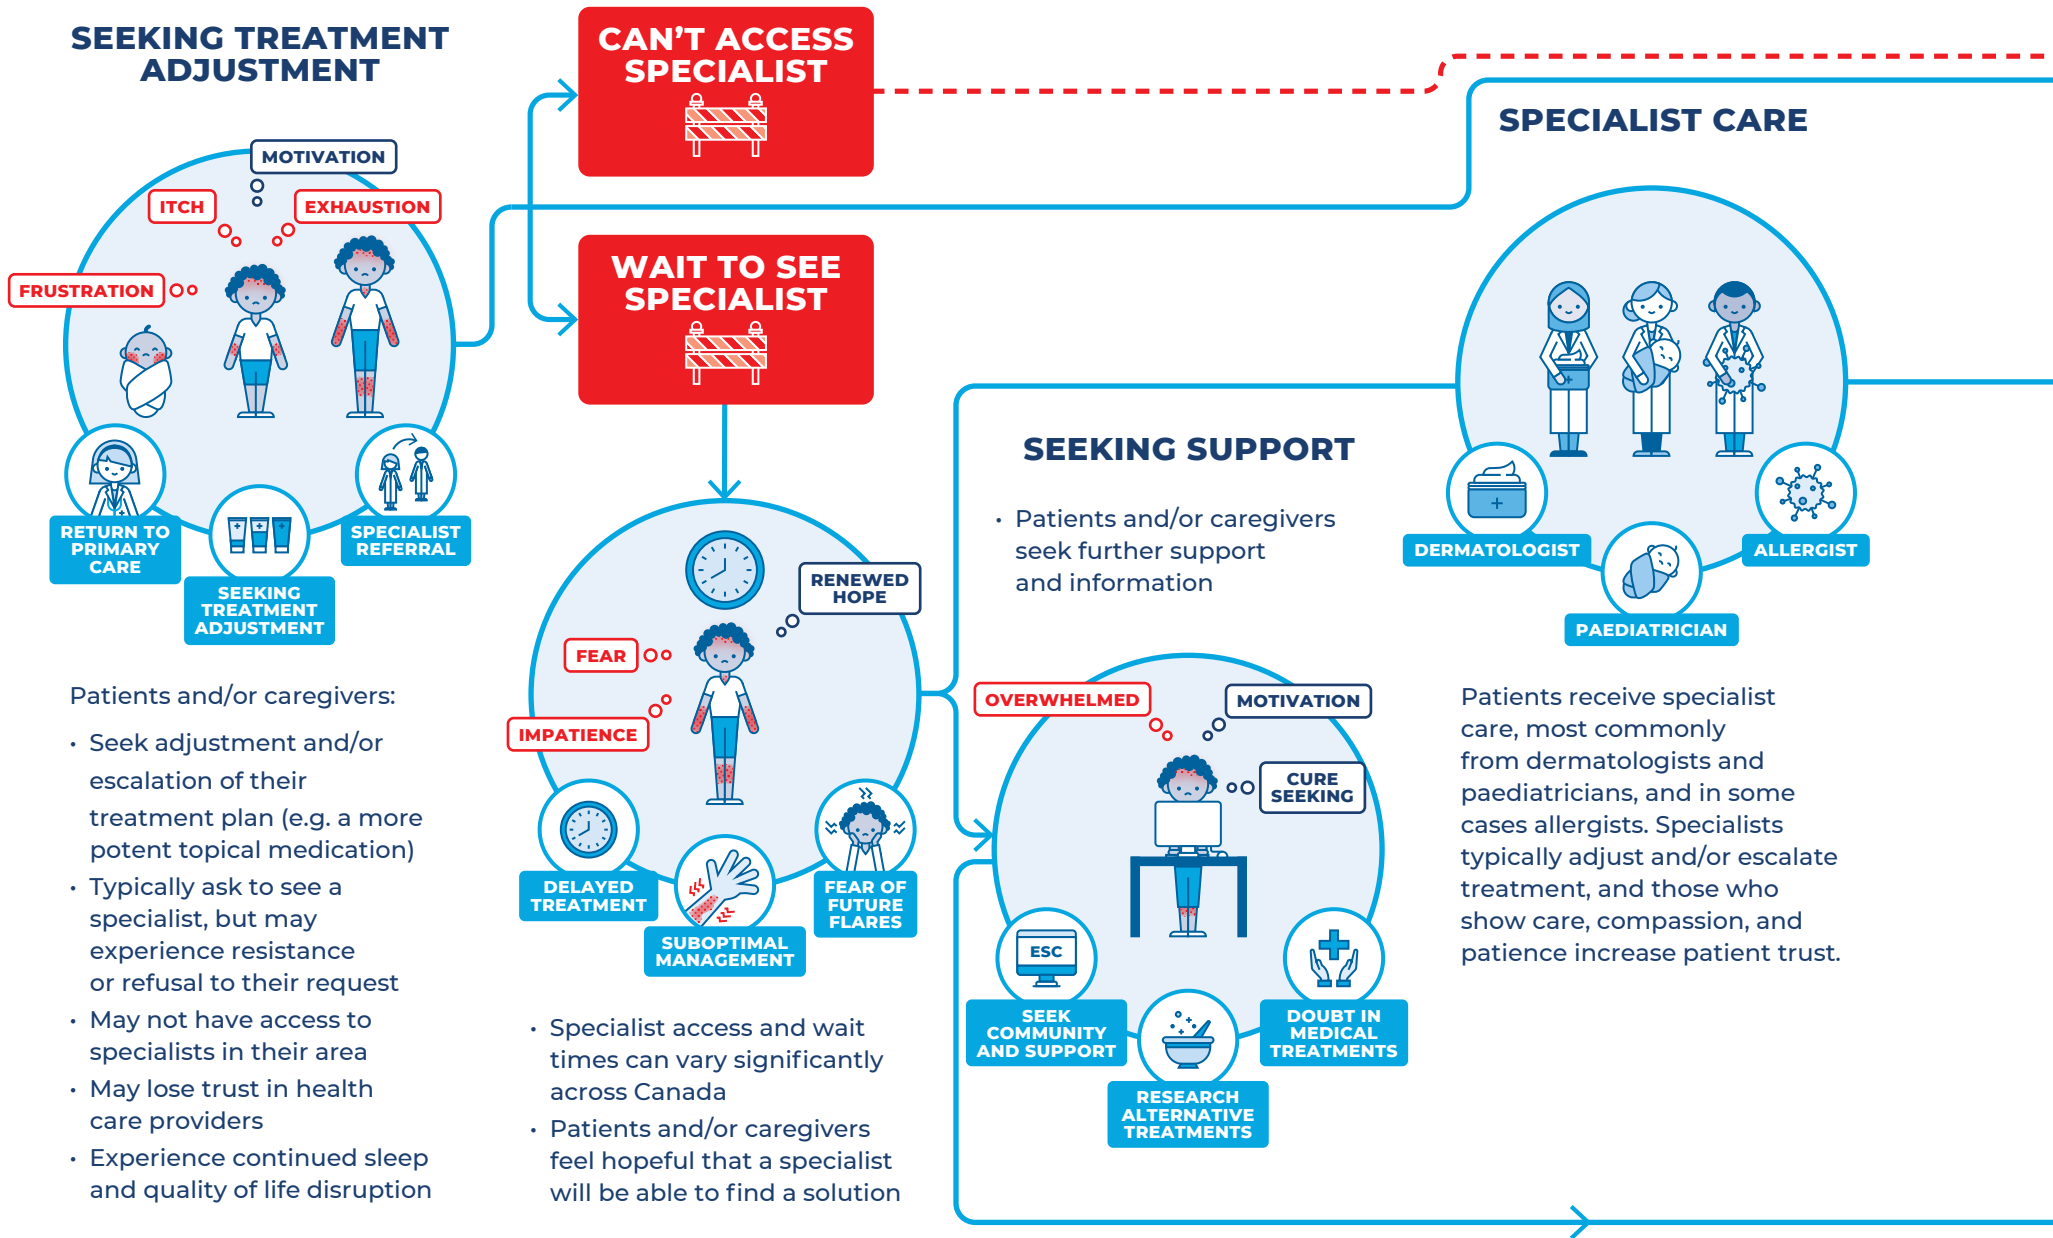 SEEKING TREATMENT
ADJUSTMENT
MOTIVATION
ITCH
EXHAUSTION
FRUSTRATION
RETURN TO
PRIMARY
CARE
SEEKING
TREATMENT
ADJUSTMENT
SPECIALIST
REFERRAL
Patients and/or caregivers:
• Seek adjustment and/or
escalation of their
treatment plan (e.g. a more
potent topical medication)
• Typically ask to see a
specialist, but may
experience resistance
or refusal to their request
• May not have access to
specialists in their area
• May lose trust in health
care providers
• Experience continued sleep
and quality of life disruption
CAN'T ACCESS
SPECIALIST
WAIT TO SEE
SPECIALIST
RENEWED
HOPE
FEAR
IMPATIENCE
DELAYED
TREATMENT
SUBOPTIMAL
MANAGEMENT
FEAR OF
FUTURE
FLARES
• Specialist access and wait
times can vary significantly
across Canada
• Patients and/or caregivers
feel hopeful that a specialist
will be able to find a solution
SEEKING SUPPORT
• Patients and/or caregivers
seek further support
and information
OVERWHELMED
MOTIVATION
CURE
SEEKING
ESC
SEEK
COMMUNITY
AND SUPPORT
RESEARCH
ALTERNATIVE
TREATMENTS
DOUBT IN
MEDICAL
TREATMENTS
SPECIALIST CARE
DERMATOLOGIST
PAEDIATRICIAN
ALLERGIST
Patients receive specialist
care, most commonly
from dermatologists and
paediatricians, and in some
cases allergists. Specialists
typically adjust and/or escalate
treatment, and those who
show care, compassion, and
patience increase patient trust.